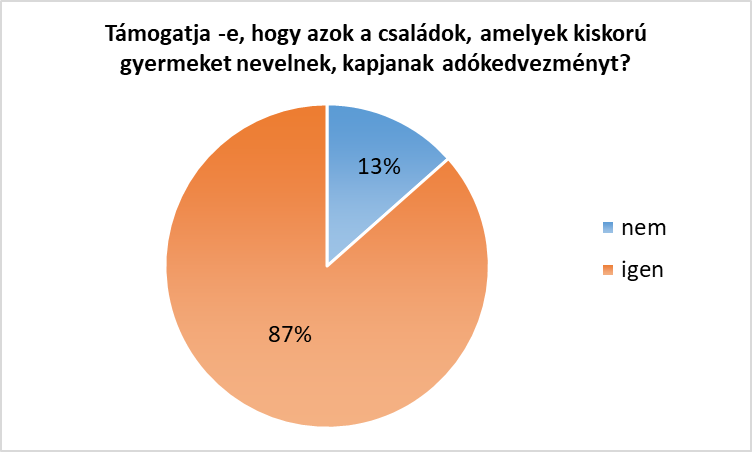 Támogatja -e, hogy azok a családok, amelyek kiskorú
gyermeket nevelnek, kapjanak adókedvezményt?
13%
87%
nem
igen